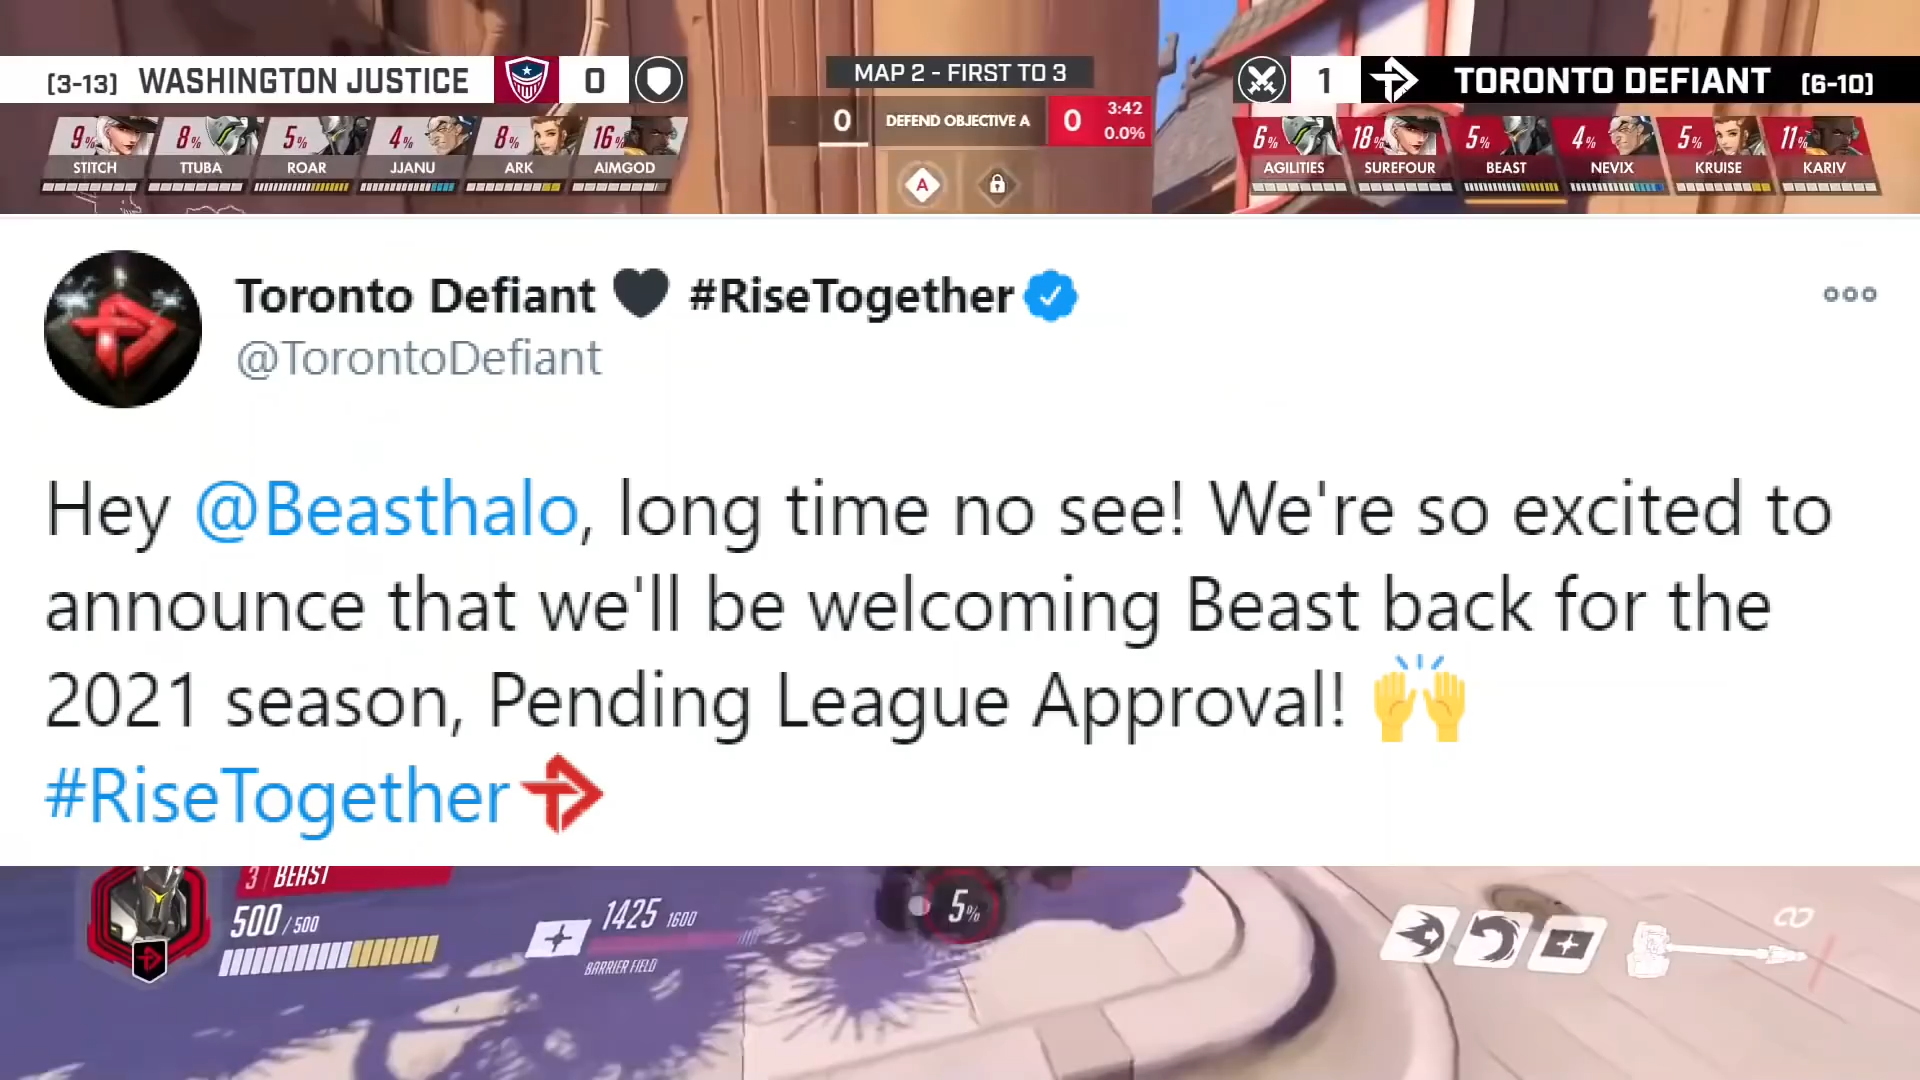 [3-13] WASHINGTON JUSTICE 0
MAP 2 - FIRST TO 3
1 TORONTO DEFIANT [6-10]
0 DEFEND OBJECTIVE A 0 3:42
0.0%
9% 8% 5% 4% 8% 16%
STITCH TTUBA ROAR JJANU ARK AIMGOD
A
6% 18% 5% 4% 5% 11%
AGILITIES SUREFOUR BEAST NEVIX KRUISE KARIV
Toronto Defiant 🖤 #RiseTogether
@TorontoDefiant
Hey @Beasthalo, long time no see! We're so excited to
announce that we'll be welcoming Beast back for the
2021 season, Pending League Approval! 🙌
#RiseTogether
3 / BEAST
500 / 500
1425 1600
BARRIER FIELD
5%
∞